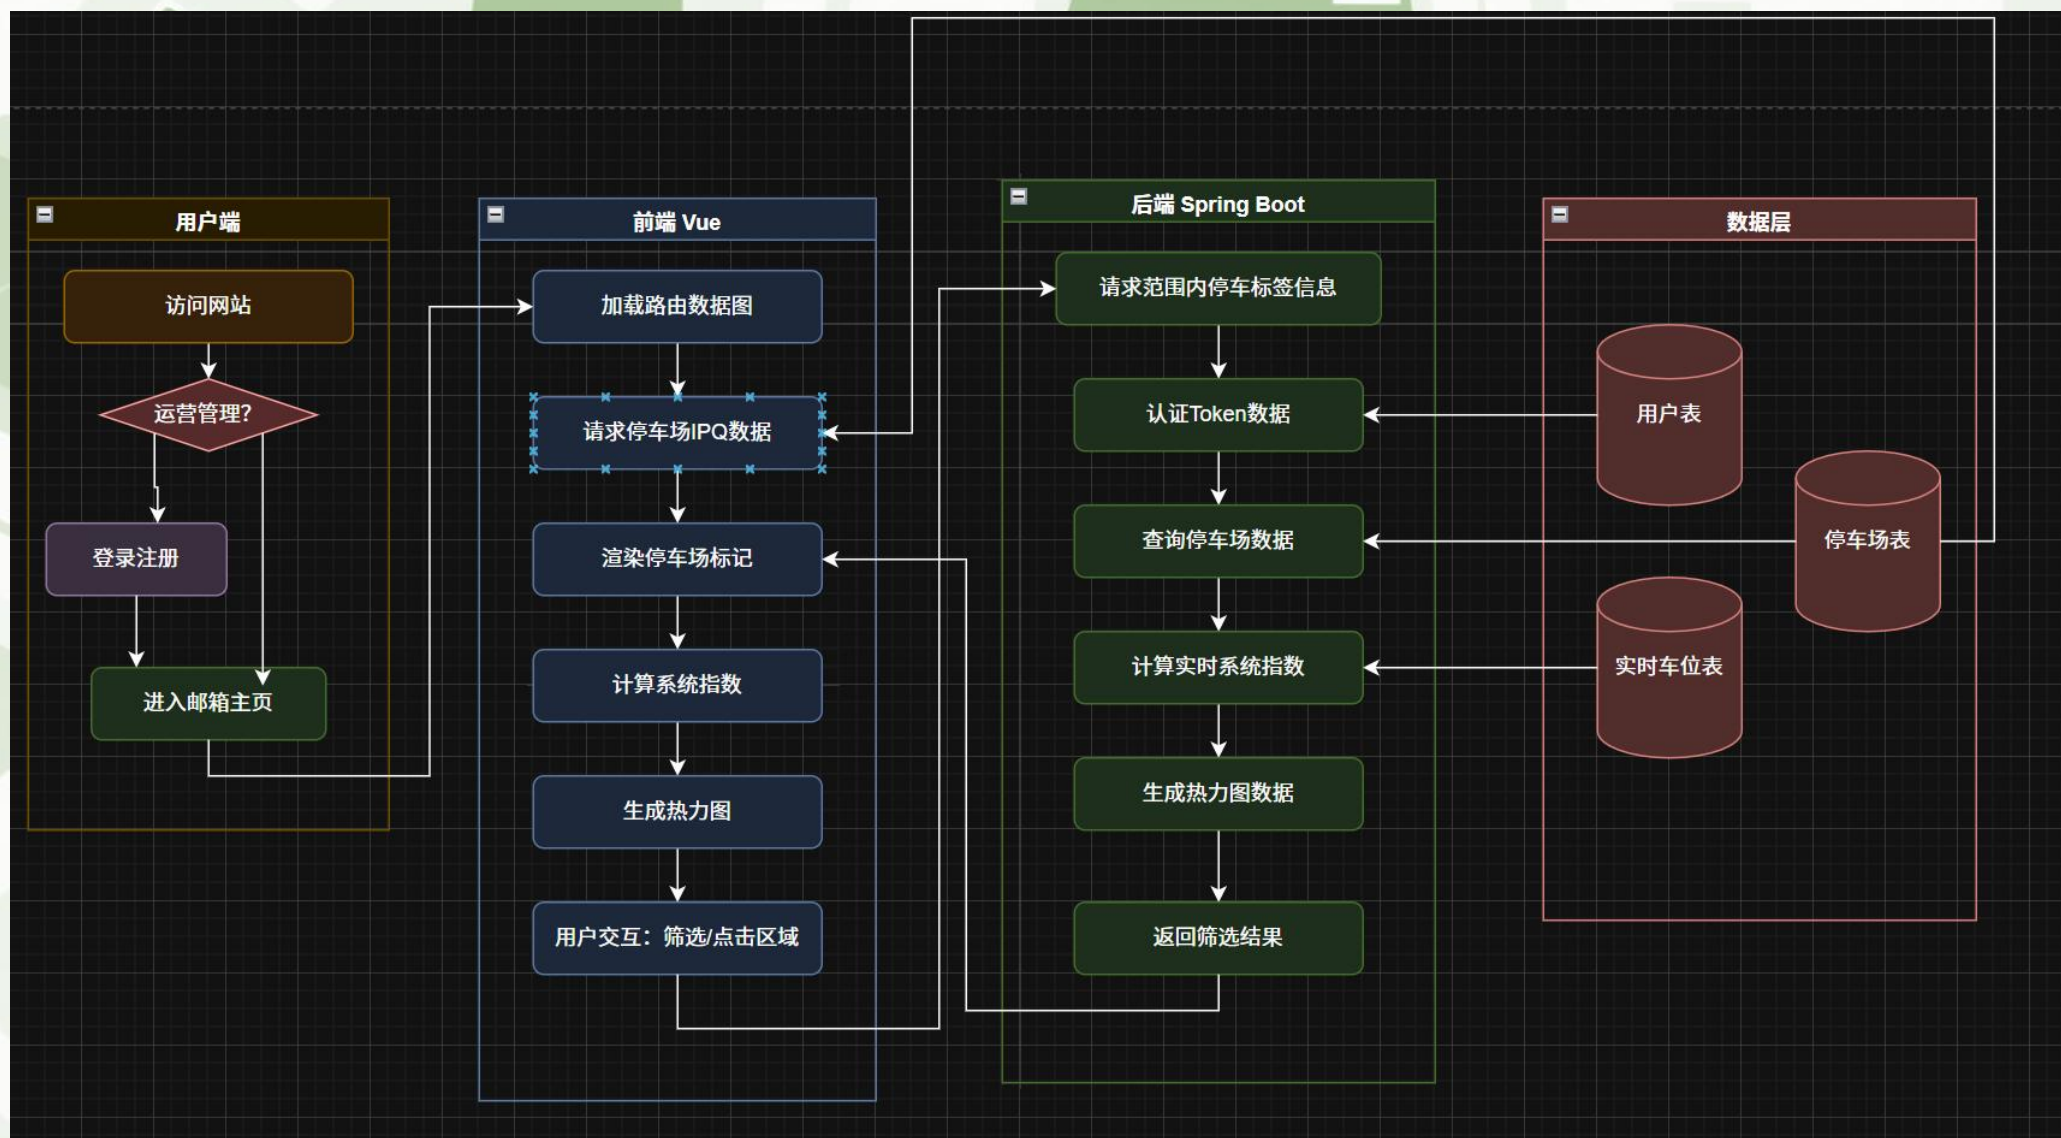 用户端
访问网站
运营管理?
登录注册
进入邮箱主页
前端 Vue
加载路由数据图
请求停车场IPQ数据
渲染停车场标记
计算系统指数
生成热力图
用户交互：筛选/点击区域
后端 Spring Boot
请求范围内停车标签信息
认证Token数据
查询停车场数据
计算实时系统指数
生成热力图数据
返回筛选结果
数据层
用户表
停车场表
实时车位表